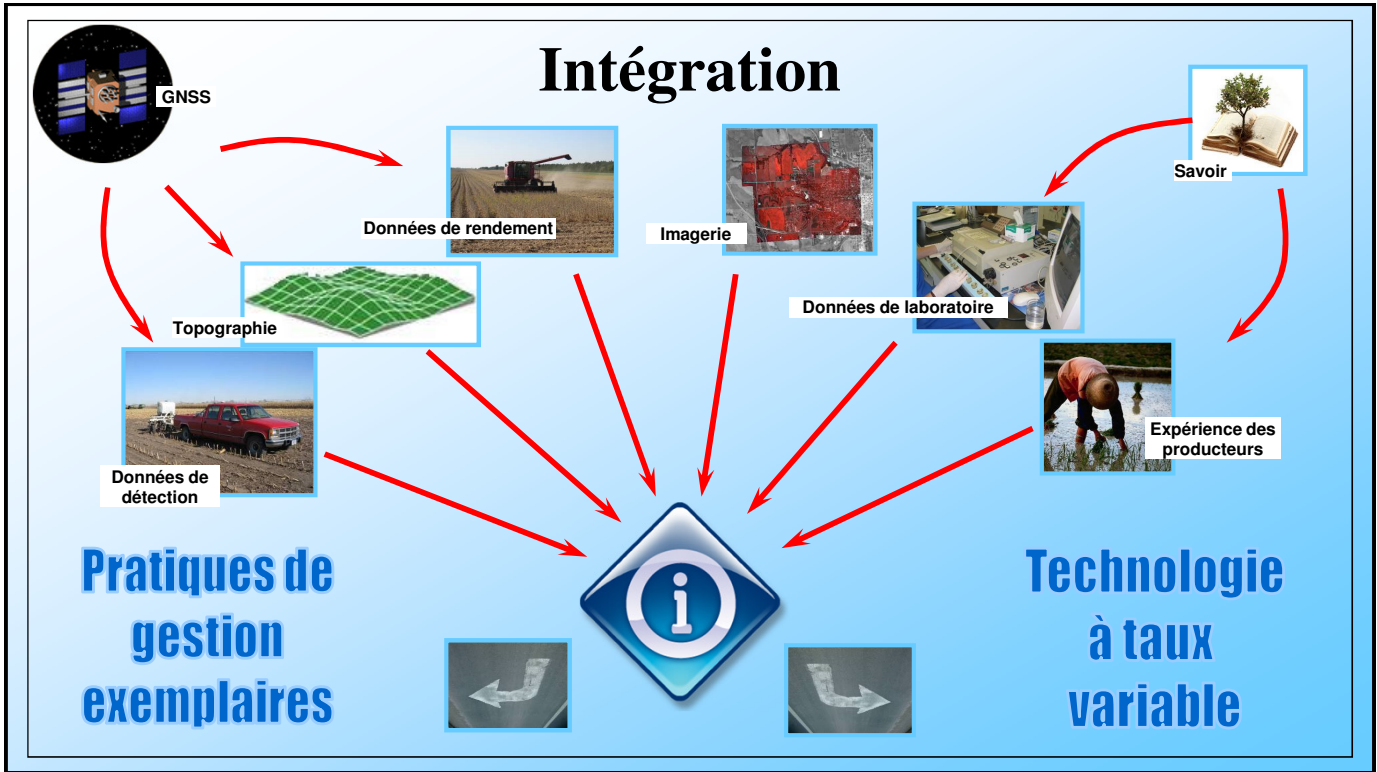 Intégration
GNSS
Savoir
Données de rendement
Imagerie
Données de laboratoire
Topographie
Expérience des
producteurs
Données de
détection
Pratiques de
gestion
exemplaires
i
Technologie
à taux
variable